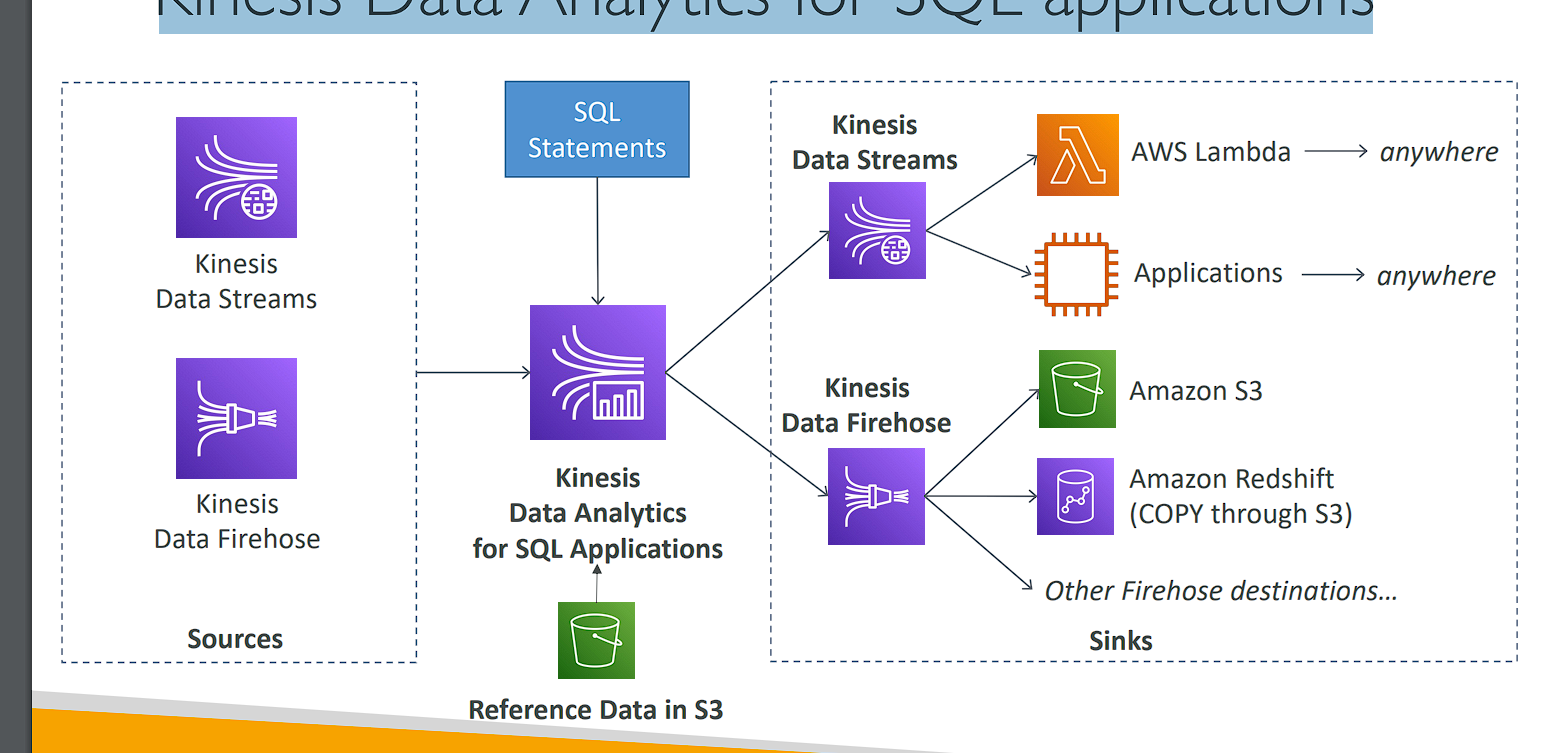 Kinesis Data Analytics for SQL applications
SQL
Statements
Kinesis
Data Streams
Kinesis
Data Firehose
Sources
Kinesis
Data Analytics
for SQL Applications
Reference Data in S3
Kinesis
Data Streams
AWS Lambda
anywhere
Applications
anywhere
Kinesis
Data Firehose
Amazon S3
Amazon Redshift
(COPY through S3)
Other Firehose destinations...
Sinks